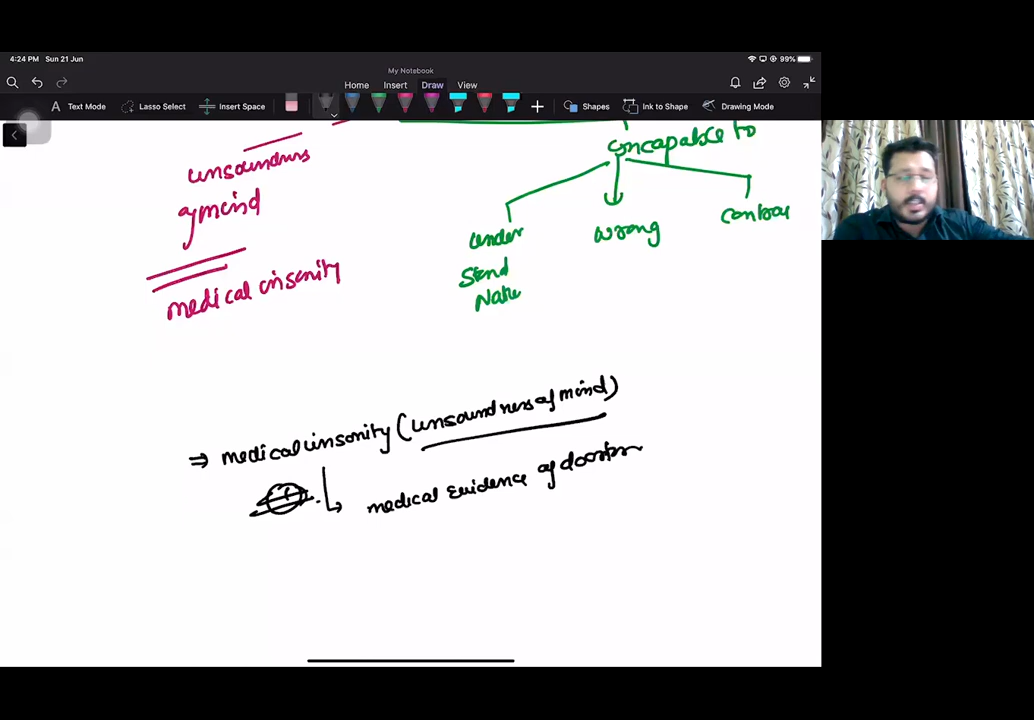 4:24 PM Sun 21 Jun
99%
My Notebook
Home Insert Draw View
Text Mode Lasso Select Insert Space Shapes Ink to Shape Drawing Mode
incapable to
unsoundness
of mind
under
stand
Nature
wrong
control
medical insanity
⇒ medical insanity (unsoundness of mind)
medical Evidence of doctor